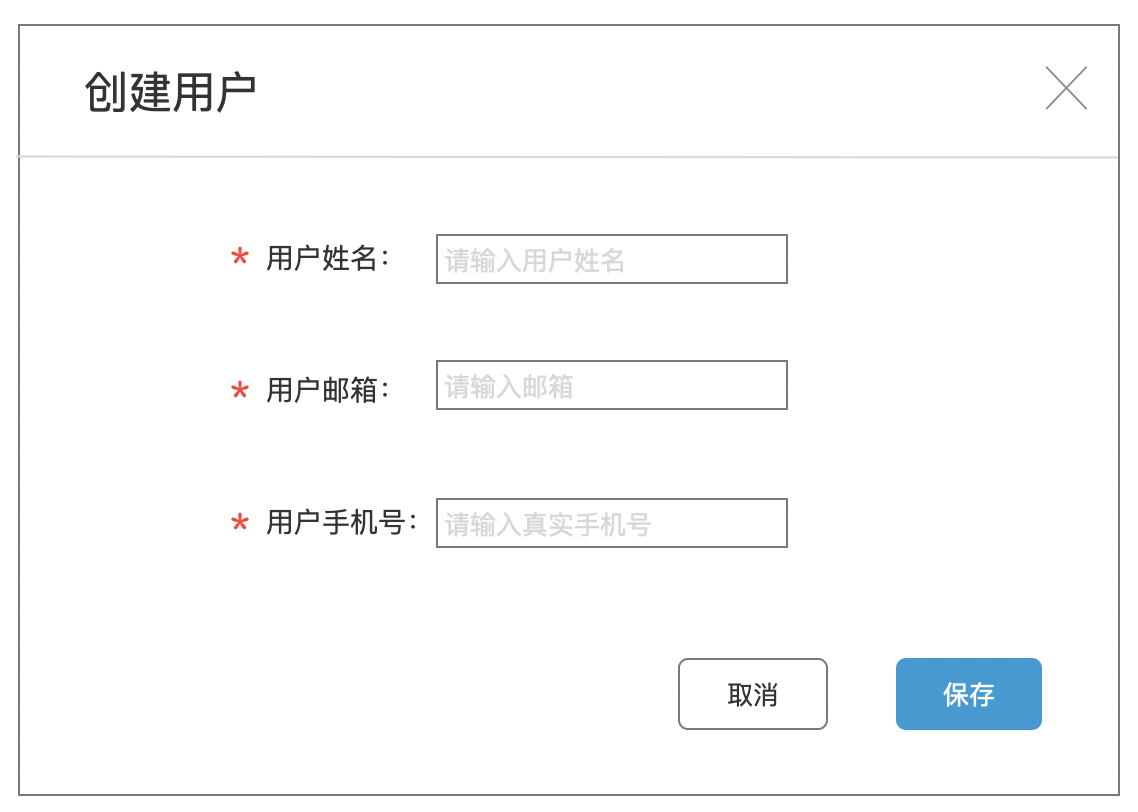 创建用户
* 用户姓名： 请输入用户姓名
* 用户邮箱： 请输入邮箱
* 用户手机号： 请输入真实手机号
取消 保存